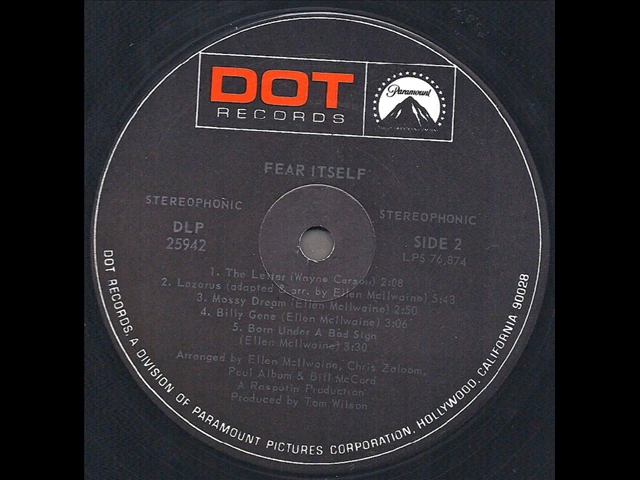 DOT
RECORDS
Paramount
FEAR ITSELF
STEREOPHONIC
STEREOPHONIC
DLP
25942
SIDE 2
LPS 76,874
1. The Letter (Wayne Carson) 2:08
2. Lazarus (adapted & arr. by Ellen McIlwaine) 5:43
3. Mossy Dream (Ellen McIlwaine) 2:50
4. Billy Gene (Ellen McIlwaine) 3:06
5. Born Under A Bad Sign
(Ellen McIlwaine) 3:30
Arranged by Ellen McIlwaine, Chris Zaloom,
Paul Album & Bill McCord
A Rasputin Production
Produced by Tom Wilson
DOT RECORDS, A DIVISION OF PARAMOUNT PICTURES CORPORATION, HOLLYWOOD, CALIFORNIA 90028